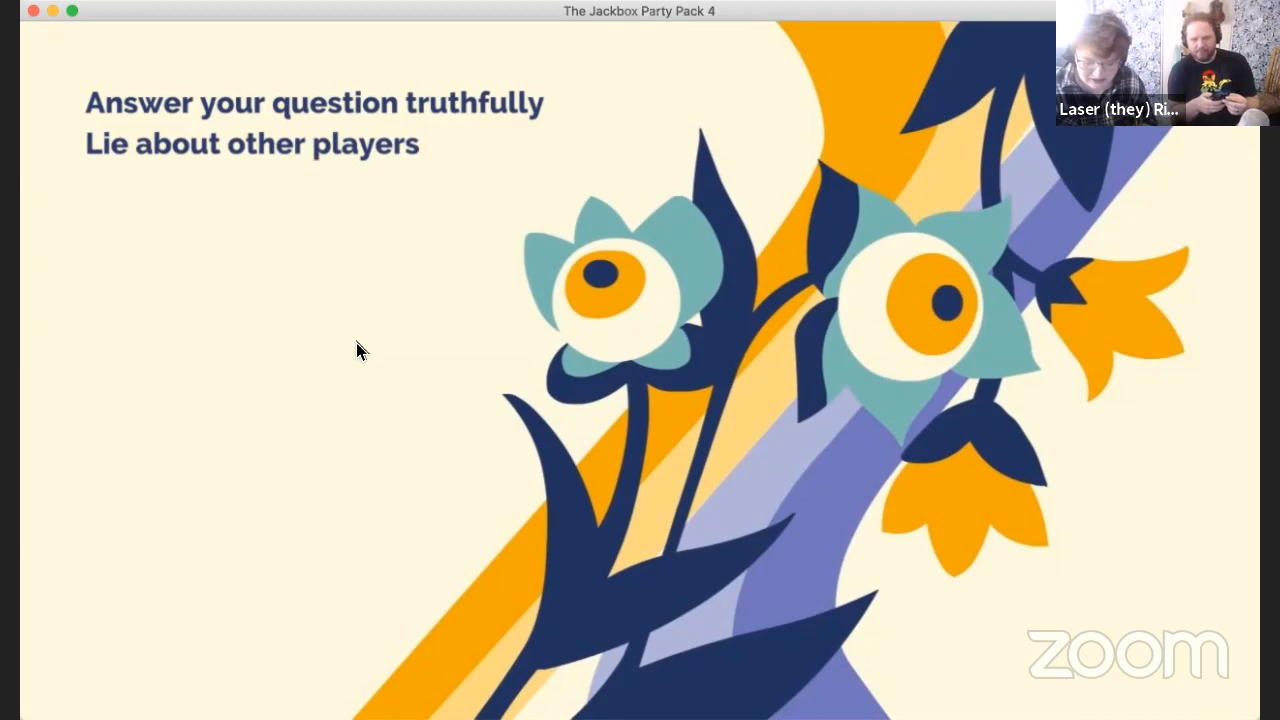 The Jackbox Party Pack 4
Answer your question truthfully
Lie about other players
Laser (they) Ri...
zoom